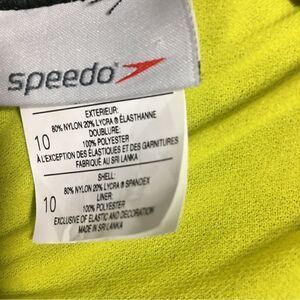 speedo
EXTERIEUR:
80% NYLON 20% LYCRA ® ÉLASTHANNE
10
DOUBLURE:
100% POLYESTER
À L'EXCEPTION DES ÉLASTIQUES ET DES GARNITURES
FABRIQUÉ AU SRI LANKA
SHELL:
80% NYLON 20% LYCRA ® SPANDEX
10
LINER:
100% POLYESTER
EXCLUSIVE OF ELASTIC AND DECORATION
MADE IN SRI LANKA